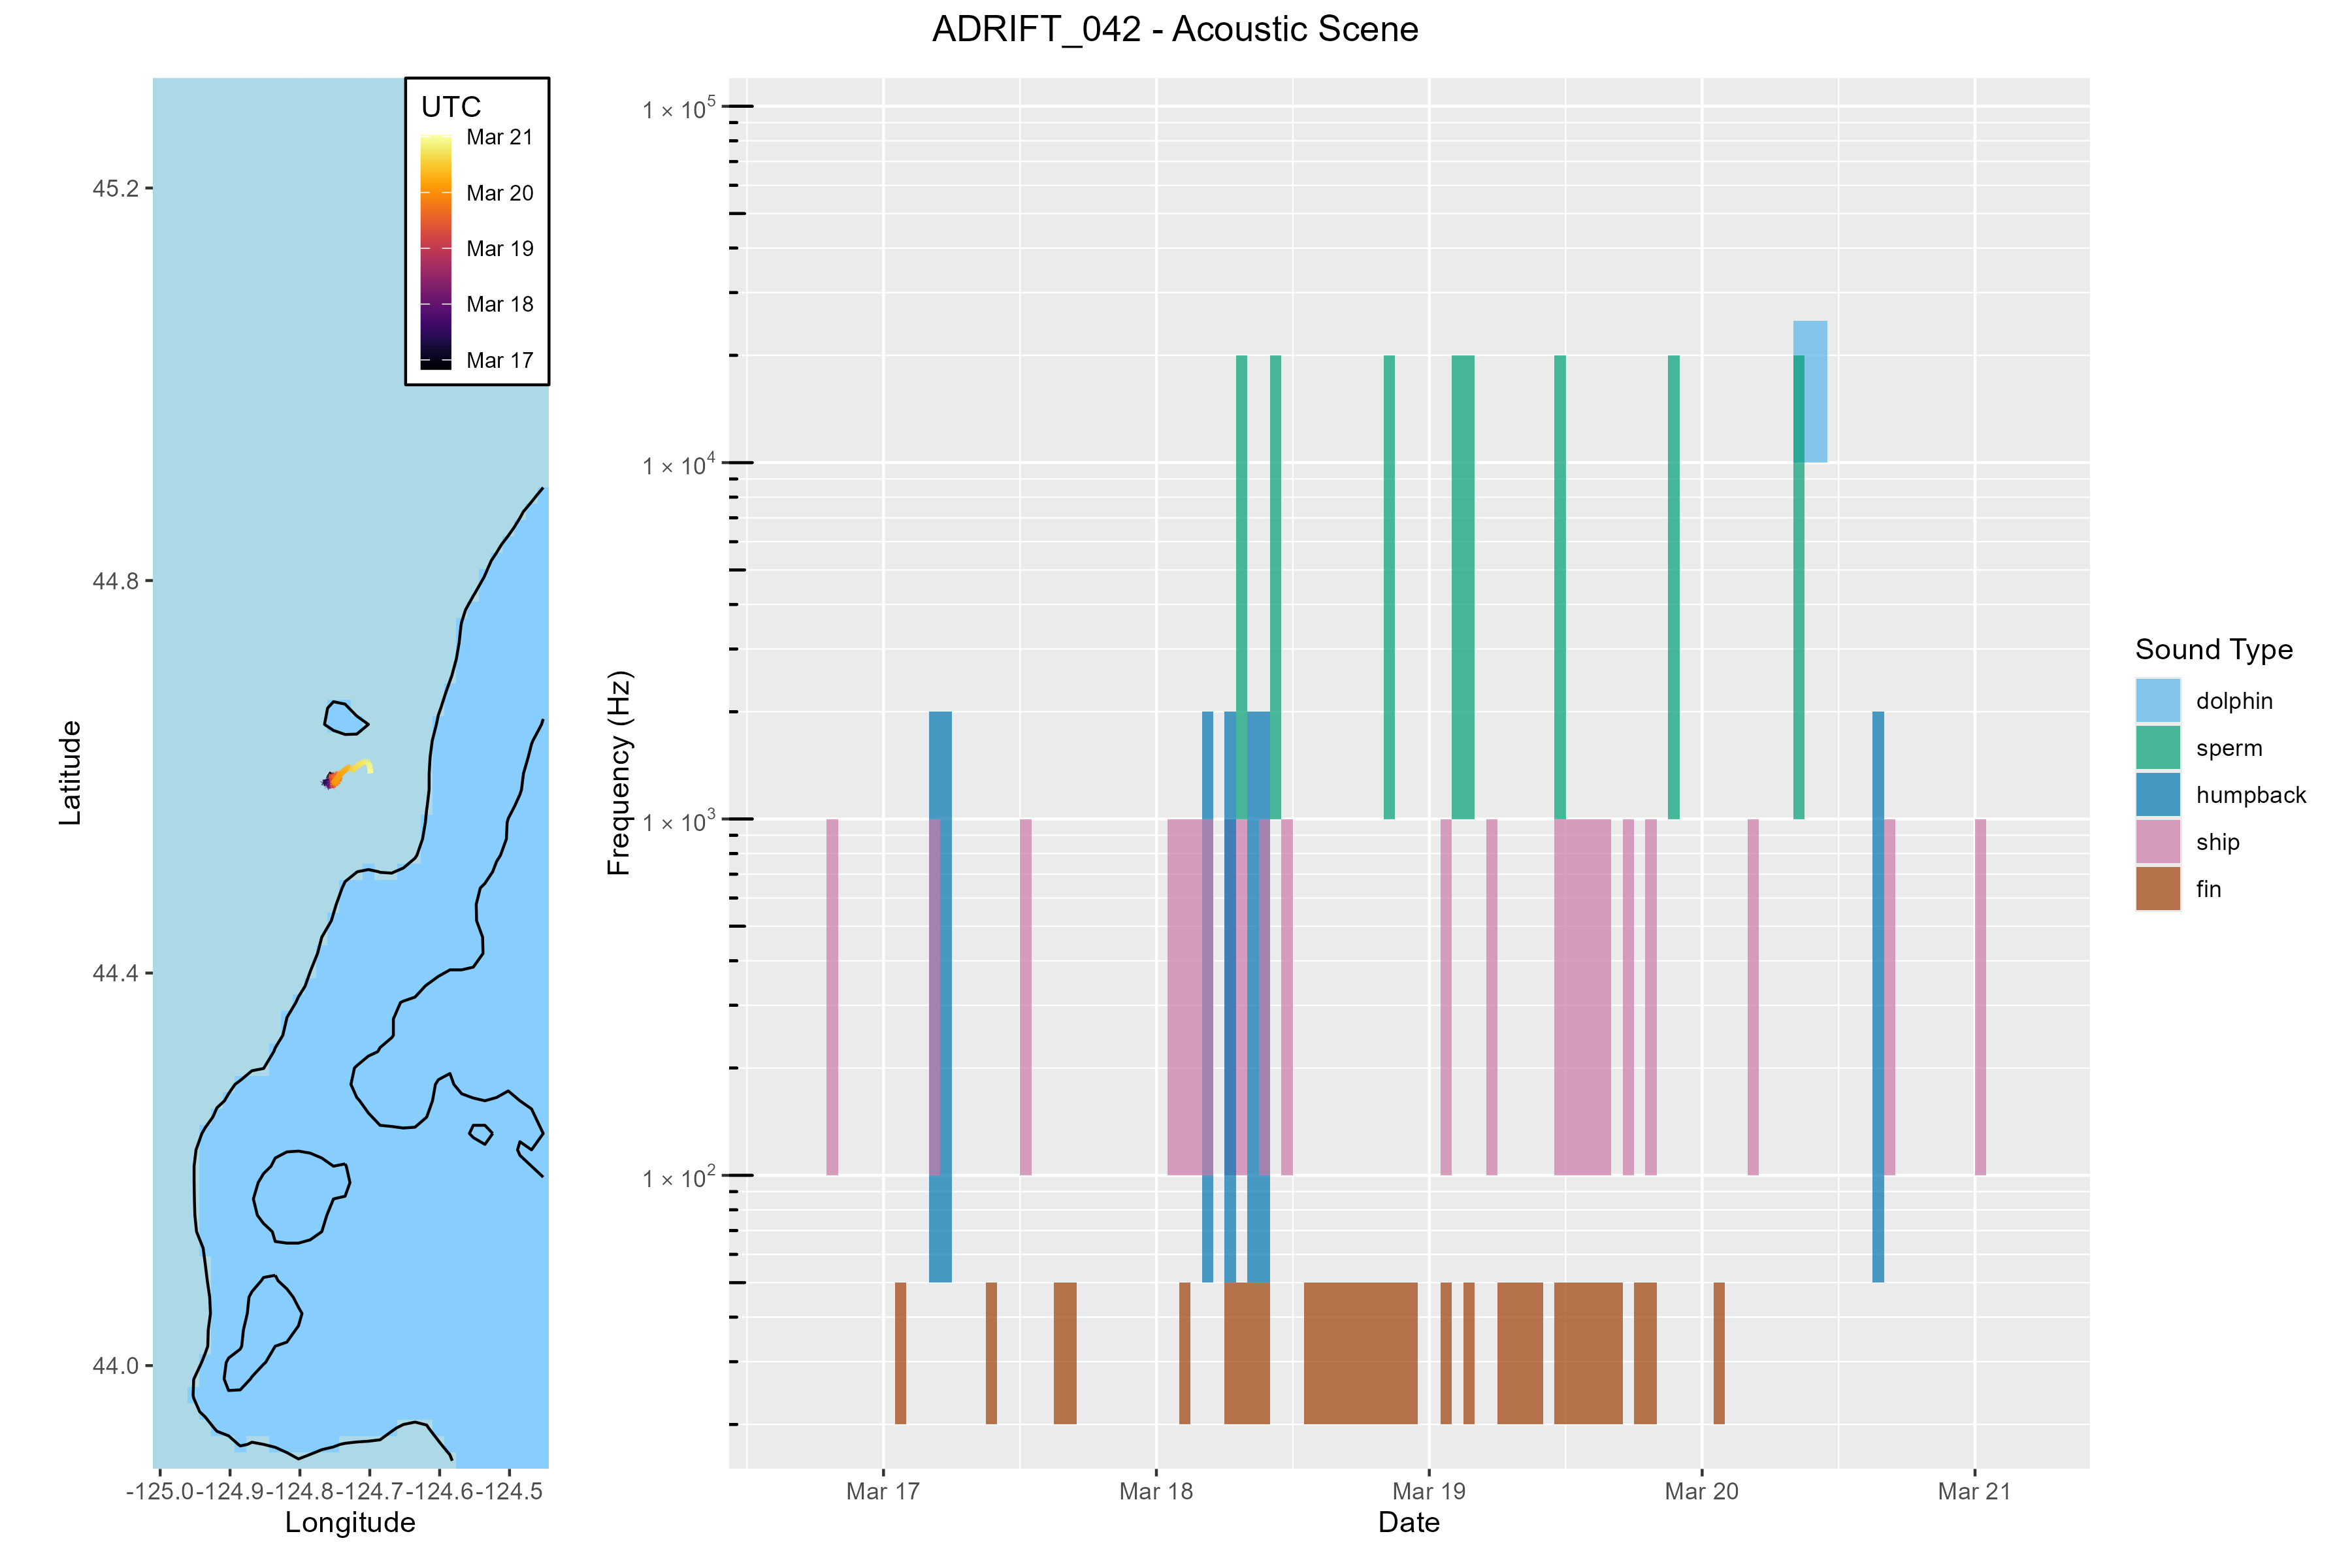 ADRIFT_042 - Acoustic Scene
UTC
Mar 21
Mar 20
Mar 19
Mar 18
Mar 17
45.2
44.8
44.4
44.0
Latitude
-125.0
-124.9
-124.8
-124.7
-124.6
-124.5
Longitude
1 × 10^5
1 × 10^4
1 × 10^3
1 × 10^2
Frequency (Hz)
Mar 17
Mar 18
Mar 19
Mar 20
Mar 21
Date
Sound Type
dolphin
sperm
humpback
ship
fin